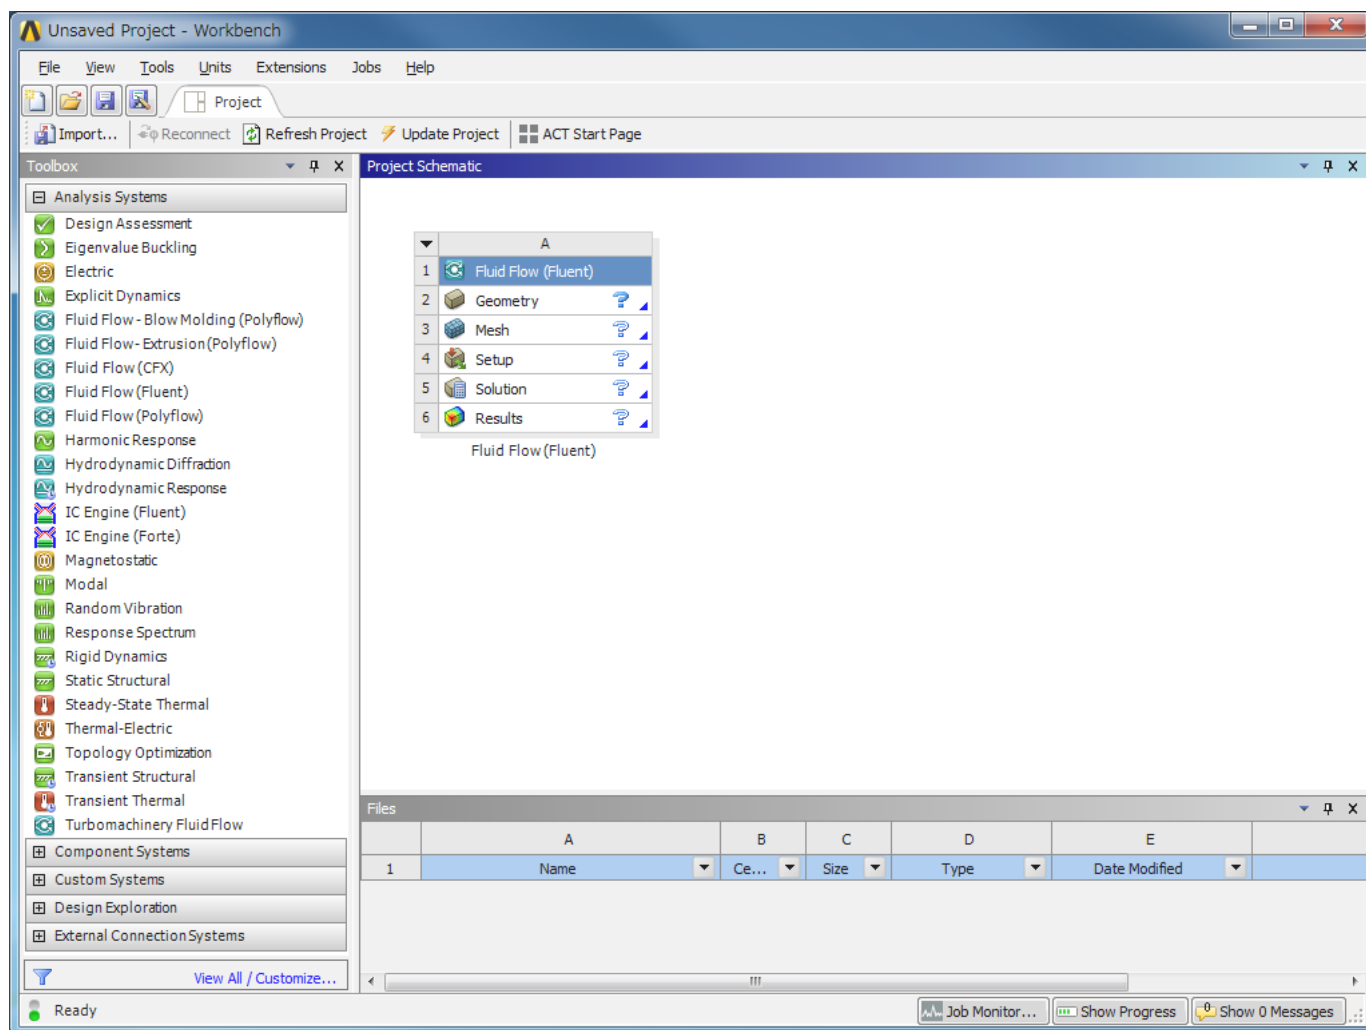 Unsaved Project - Workbench
File View Tools Units Extensions Jobs Help
Project
Import... Reconnect Refresh Project Update Project ACT Start Page
Toolbox
Analysis Systems
Design Assessment
Eigenvalue Buckling
Electric
Explicit Dynamics
Fluid Flow - Blow Molding (Polyflow)
Fluid Flow- Extrusion (Polyflow)
Fluid Flow (CFX)
Fluid Flow (Fluent)
Fluid Flow (Polyflow)
Harmonic Response
Hydrodynamic Diffraction
Hydrodynamic Response
IC Engine (Fluent)
IC Engine (Forte)
Magnetostatic
Modal
Random Vibration
Response Spectrum
Rigid Dynamics
Static Structural
Steady-State Thermal
Thermal-Electric
Topology Optimization
Transient Structural
Transient Thermal
Turbomachinery Fluid Flow
Component Systems
Custom Systems
Design Exploration
External Connection Systems
View All / Customize...
Project Schematic
A
1 Fluid Flow (Fluent)
2 Geometry ?
3 Mesh ?
4 Setup ?
5 Solution ?
6 Results ?
Fluid Flow (Fluent)
Files
A B C D E
1 Name Ce... Size Type Date Modified
Ready
Job Monitor... Show Progress 0 Show 0 Messages